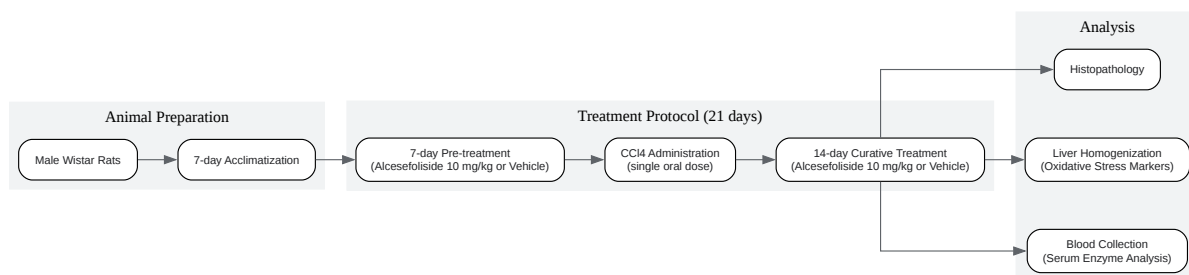 Animal Preparation
Male Wistar Rats
7-day Acclimatization
Treatment Protocol (21 days)
7-day Pre-treatment
(Alcesefoliside 10 mg/kg or Vehicle)
CCl4 Administration
(single oral dose)
14-day Curative Treatment
(Alcesefoliside 10 mg/kg or Vehicle)
Analysis
Histopathology
Liver Homogenization
(Oxidative Stress Markers)
Blood Collection
(Serum Enzyme Analysis)